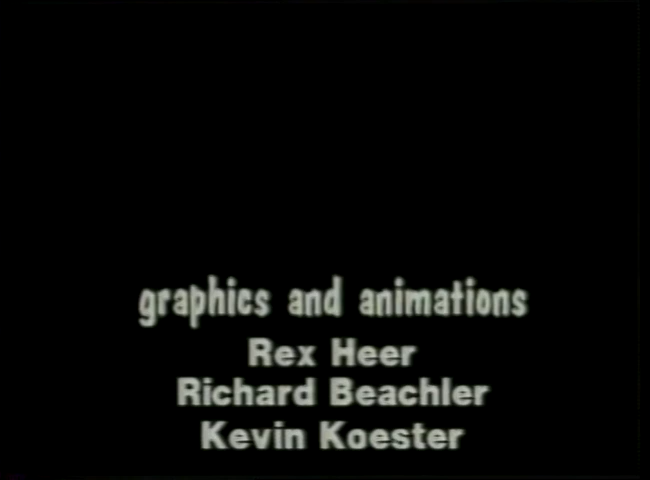 graphics and animations
Rex Heer
Richard Beachler
Kevin Koester